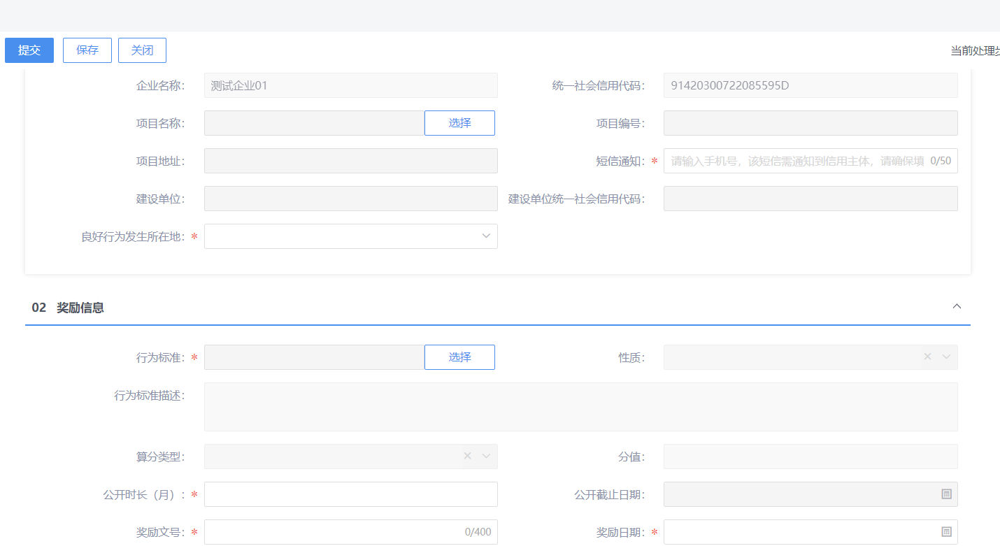 提交 保存 关闭 当前处理步
企业名称： 测试企业01 统一社会信用代码： 91420300722085595D
项目名称： 选择 项目编号：
项目地址： 短信通知：* 请输入手机号，该短信需通知到信用主体，请确保填 0/50
建设单位： 建设单位统一社会信用代码：
良好行为发生所在地：*
02 奖励信息
行为标准：* 选择 性质：
行为标准描述：
算分类型： 分值：
公开时长（月）：* 公开截止日期：
奖励文号：* 0/400 奖励日期：*